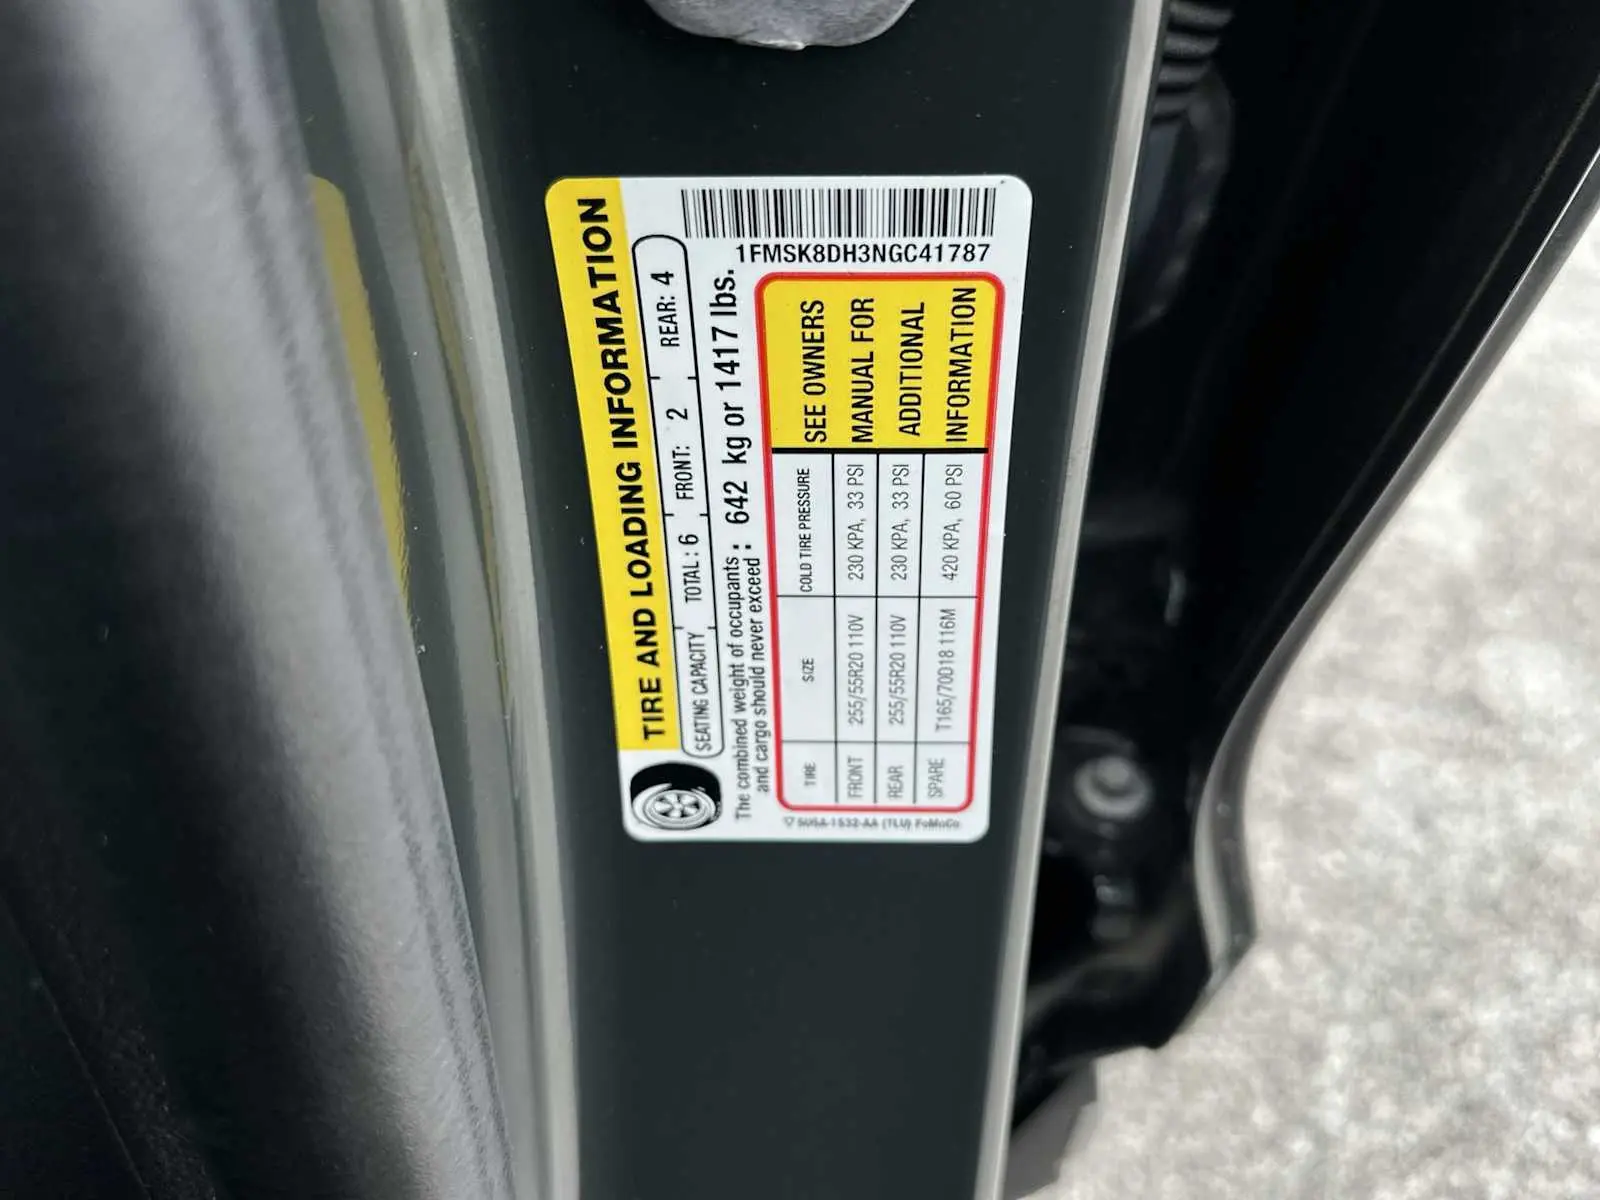 1FMSK8DH3NGC41787
TIRE AND LOADING INFORMATION
SEATING CAPACITY TOTAL : 6 FRONT: 2 REAR: 4
The combined weight of occupants
and cargo should never exceed : 642 kg or 1417 lbs.
TIRE SIZE COLD TIRE PRESSURE
FRONT 255/55R20 110V 230 KPA, 33 PSI
REAR 255/55R20 110V 230 KPA, 33 PSI
SPARE T165/70D18 116M 420 KPA, 60 PSI
SEE OWNERS
MANUAL FOR
ADDITIONAL
INFORMATION
(TLU) FoMoCo